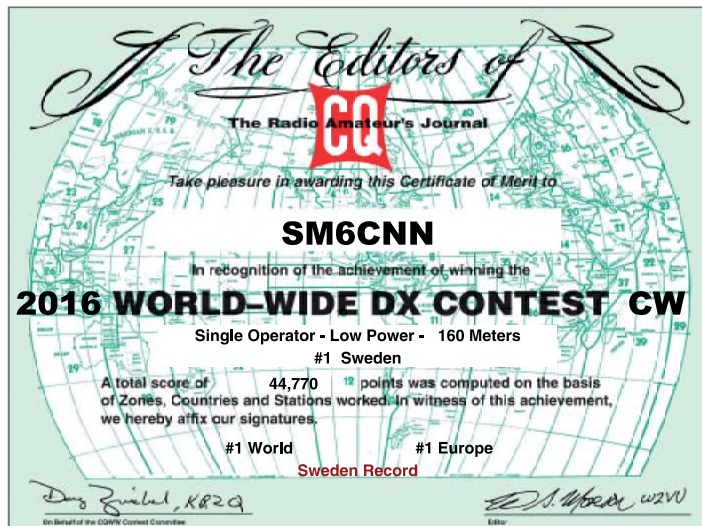 The Editors of
CQ
The Radio Amateur's Journal
Take pleasure in awarding this Certificate of Merit to
SM6CNN
In recognition of the achievement of winning the
2016 WORLD-WIDE DX CONTEST CW
Single Operator - Low Power - 160 Meters
#1 Sweden
A total score of 44,770 points was computed on the basis
of Zones, Countries and Stations worked. In witness of this achievement,
we hereby affix our signatures.
#1 World #1 Europe
Sweden Record
KR2Q W2VU
On Behalf of the CQWW Contest Committee Editor